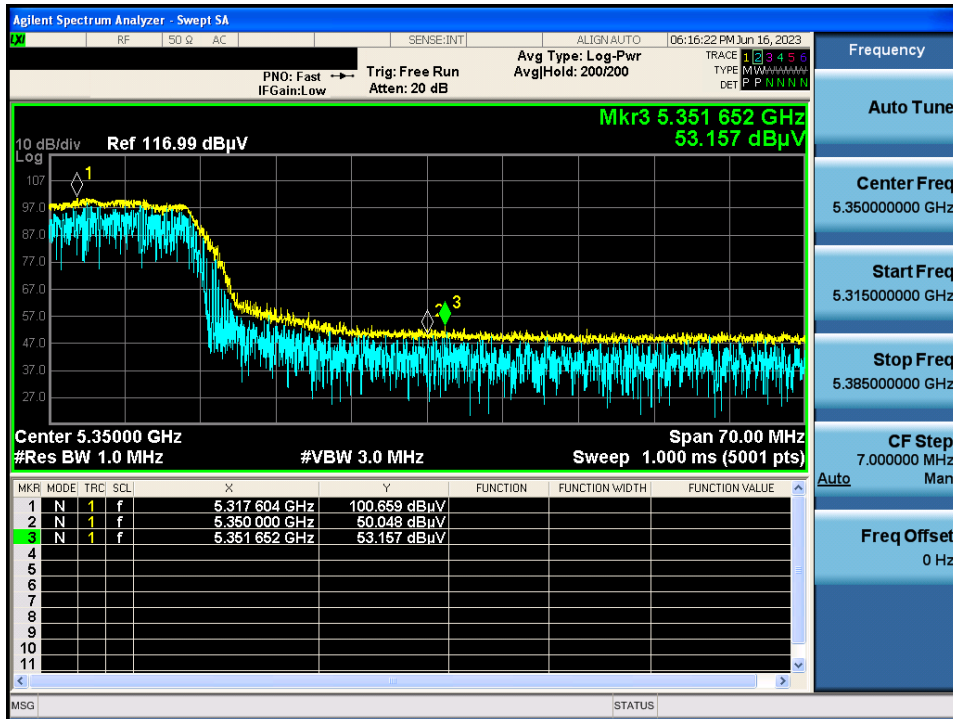 Agilent Spectrum Analyzer - Swept SA
LXI RF 50 Ω AC SENSE:INT ALIGN AUTO 06:16:22 PM Jun 16, 2023
PNO: Fast Trig: Free Run Avg Type: Log-Pwr TRACE 1 2 3 4 5 6
IFGain:Low Atten: 20 dB Avg|Hold: 200/200 TYPE MWWWWW
DET P P N N N N
Mkr3 5.351 652 GHz
53.157 dBµV
10 dB/div Ref 116.99 dBµV
Log
107
97.0
87.0
77.0
67.0
57.0
47.0
37.0
27.0
1
2
3
Center 5.35000 GHz Span 70.00 MHz
#Res BW 1.0 MHz #VBW 3.0 MHz Sweep 1.000 ms (5001 pts)
MKR MODE TRC SCL X Y FUNCTION FUNCTION WIDTH FUNCTION VALUE
1 N 1 f 5.317 604 GHz 100.659 dBµV
2 N 1 f 5.350 000 GHz 50.048 dBµV
3 N 1 f 5.351 652 GHz 53.157 dBµV
4
5
6
7
8
9
10
11
MSG STATUS
Frequency
Auto Tune
Center Freq
5.350000000 GHz
Start Freq
5.315000000 GHz
Stop Freq
5.385000000 GHz
CF Step
7.000000 MHz
Auto Man
Freq Offset
0 Hz